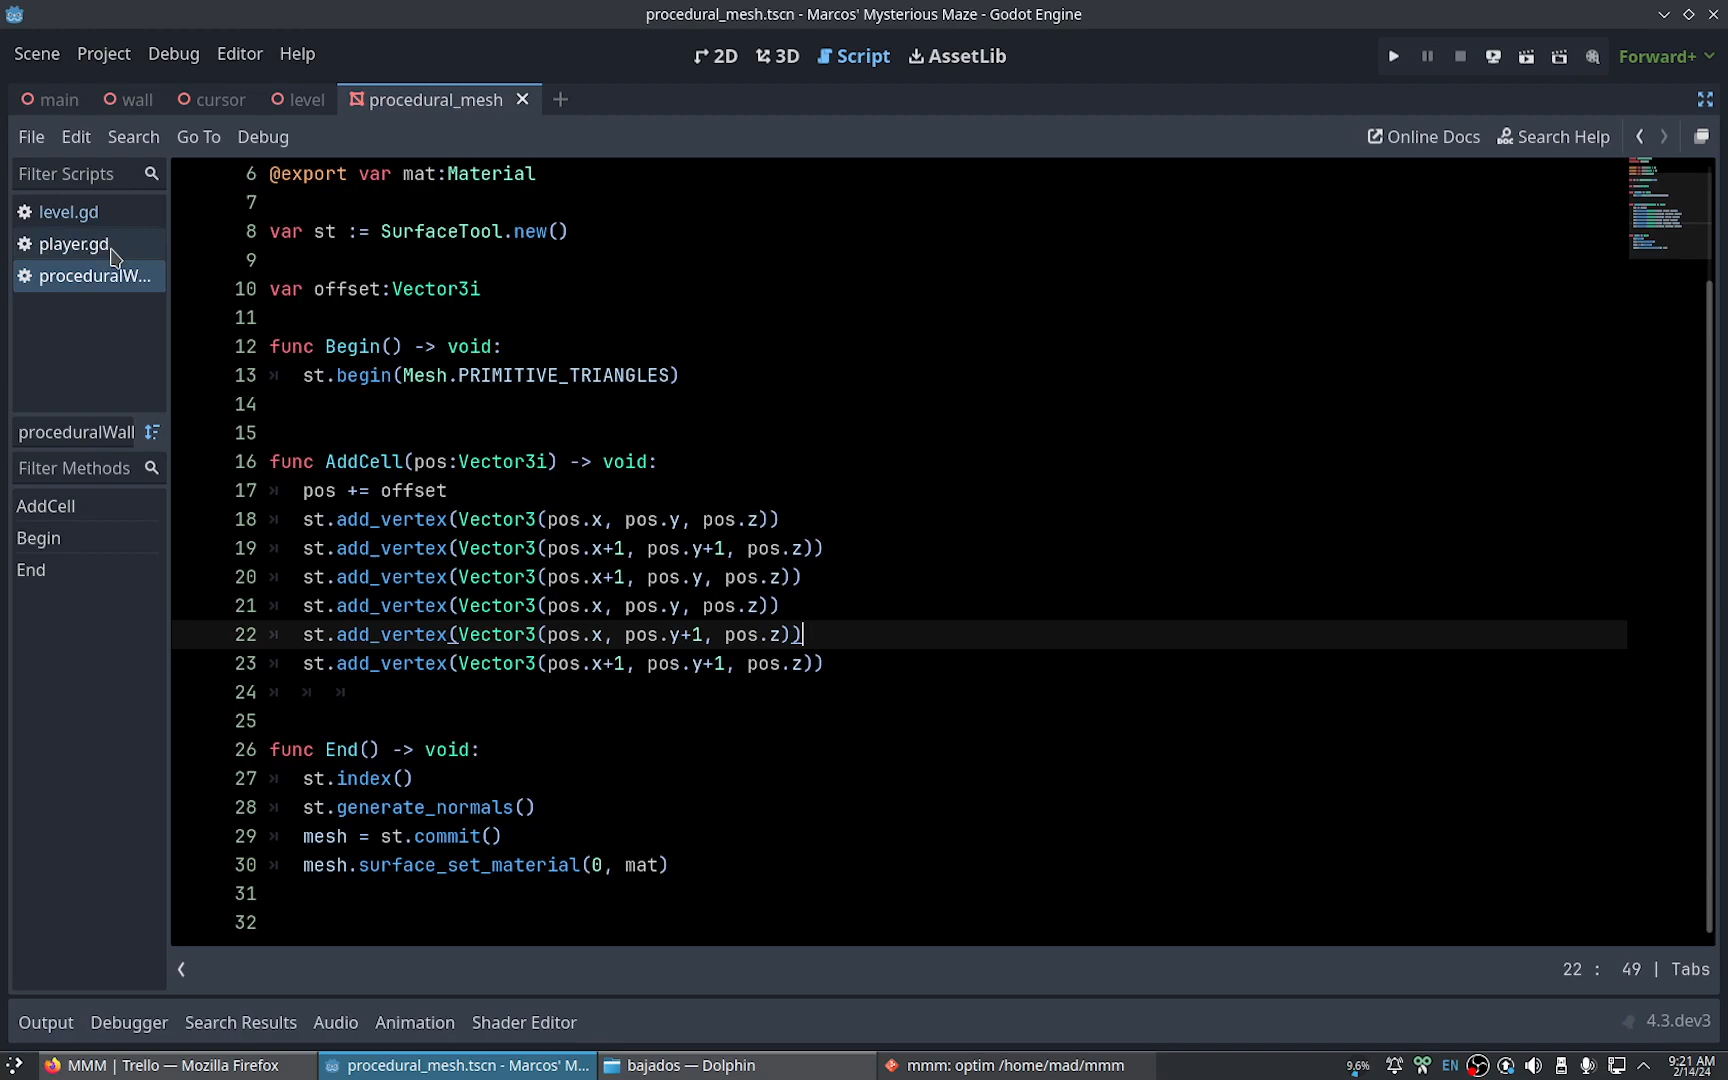 procedural_mesh.tscn - Marcos' Mysterious Maze - Godot Engine
Scene Project Debug Editor Help
2D 3D Script AssetLib
Forward+
main wall cursor level procedural_mesh
File Edit Search Go To Debug
Online Docs Search Help
Filter Scripts
level.gd
player.gd
proceduralW...
proceduralWall
Filter Methods
AddCell
Begin
End
6 @export var mat:Material
7
8 var st := SurfaceTool.new()
9
10 var offset:Vector3i
11
12 func Begin() -> void:
13 st.begin(Mesh.PRIMITIVE_TRIANGLES)
14
15
16 func AddCell(pos:Vector3i) -> void:
17 pos += offset
18 st.add_vertex(Vector3(pos.x, pos.y, pos.z))
19 st.add_vertex(Vector3(pos.x+1, pos.y+1, pos.z))
20 st.add_vertex(Vector3(pos.x+1, pos.y, pos.z))
21 st.add_vertex(Vector3(pos.x, pos.y, pos.z))
22 st.add_vertex(Vector3(pos.x, pos.y+1, pos.z))
23 st.add_vertex(Vector3(pos.x+1, pos.y+1, pos.z))
24
25
26 func End() -> void:
27 st.index()
28 st.generate_normals()
29 mesh = st.commit()
30 mesh.surface_set_material(0, mat)
31
32
22 : 49 | Tabs
Output Debugger Search Results Audio Animation Shader Editor
4.3.dev3
MMM | Trello — Mozilla Firefox
procedural_mesh.tscn - Marcos' M...
bajados — Dolphin
mmm: optim /home/mad/mmm
9.6%
EN
9:21 AM
2/14/24